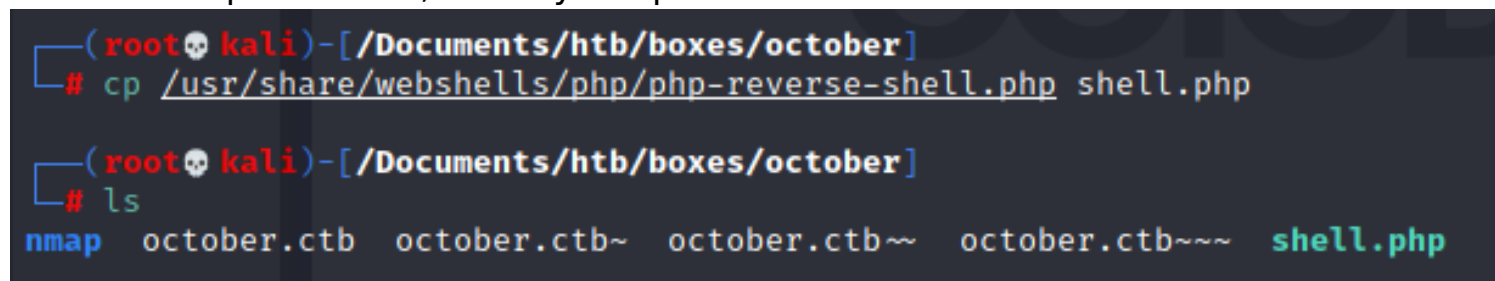 ┌──(root💀kali)-[/Documents/htb/boxes/october]
└─# cp /usr/share/webshells/php/php-reverse-shell.php shell.php
┌──(root💀kali)-[/Documents/htb/boxes/october]
└─# ls
nmap october.ctb october.ctb~ october.ctb~~ october.ctb~~~ shell.php